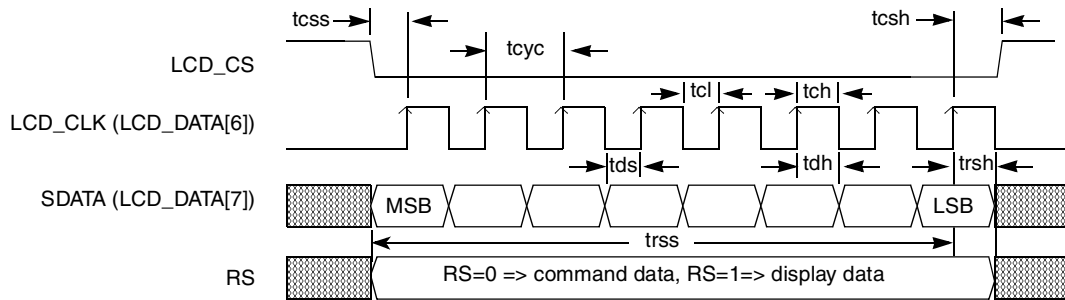 tcss
tcsh
tcyc
LCD_CS
tcl
tch
LCD_CLK (LCD_DATA[6])
tds
tdh
trsh
SDATA (LCD_DATA[7])
MSB
LSB
trss
RS
RS=0 => command data, RS=1=> display data